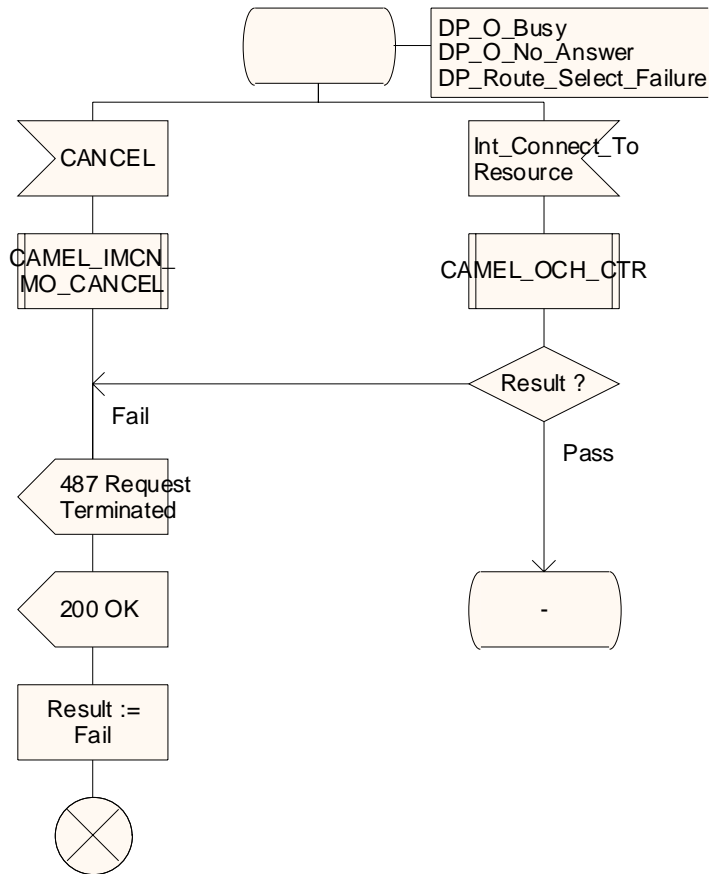 DP_O_Busy
DP_O_No_Answer
DP_Route_Select_Failure
CANCEL
Int_Connect_To
Resource
CAMEL_IMCN_
MO_CANCEL
CAMEL_OCH_CTR
Result ?
Fail
Pass
487 Request
Terminated
200 OK
-
Result :=
Fail